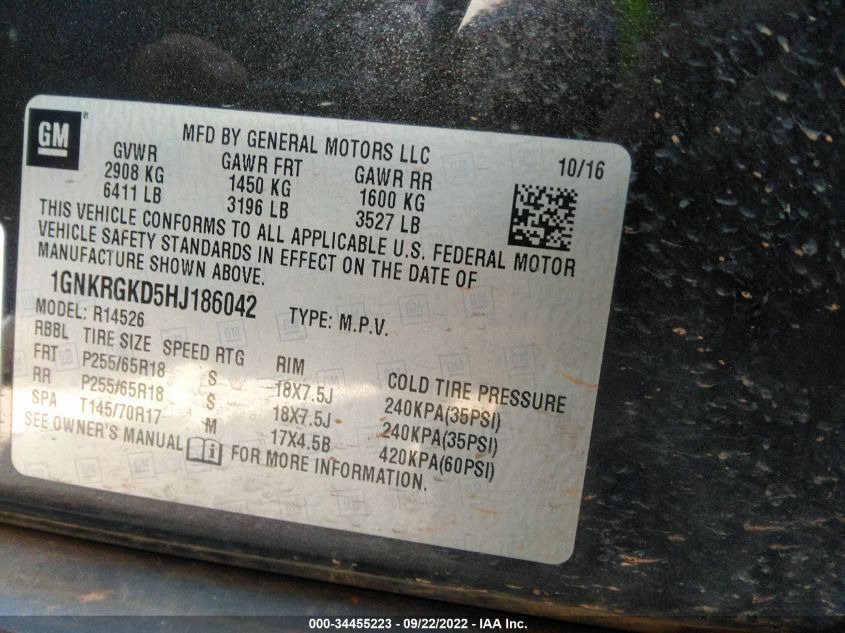 GM
MFD BY GENERAL MOTORS LLC
10/16
GVWR GAWR FRT GAWR RR
2908 KG 1450 KG 1600 KG
6411 LB 3196 LB 3527 LB
THIS VEHICLE CONFORMS TO ALL APPLICABLE U.S. FEDERAL MOTOR
VEHICLE SAFETY STANDARDS IN EFFECT ON THE DATE OF
MANUFACTURE SHOWN ABOVE.
1GNKRGKD5HJ186042 TYPE: M.P.V.
MODEL: R14526
RBBL TIRE SIZE SPEED RTG RIM COLD TIRE PRESSURE
FRT P255/65R18 S 18X7.5J 240KPA(35PSI)
RR P255/65R18 S 18X7.5J 240KPA(35PSI)
SPA T145/70R17 M 17X4.5B 420KPA(60PSI)
SEE OWNER'S MANUAL FOR MORE INFORMATION.
000-34455223 - 09/22/2022 - IAA Inc.